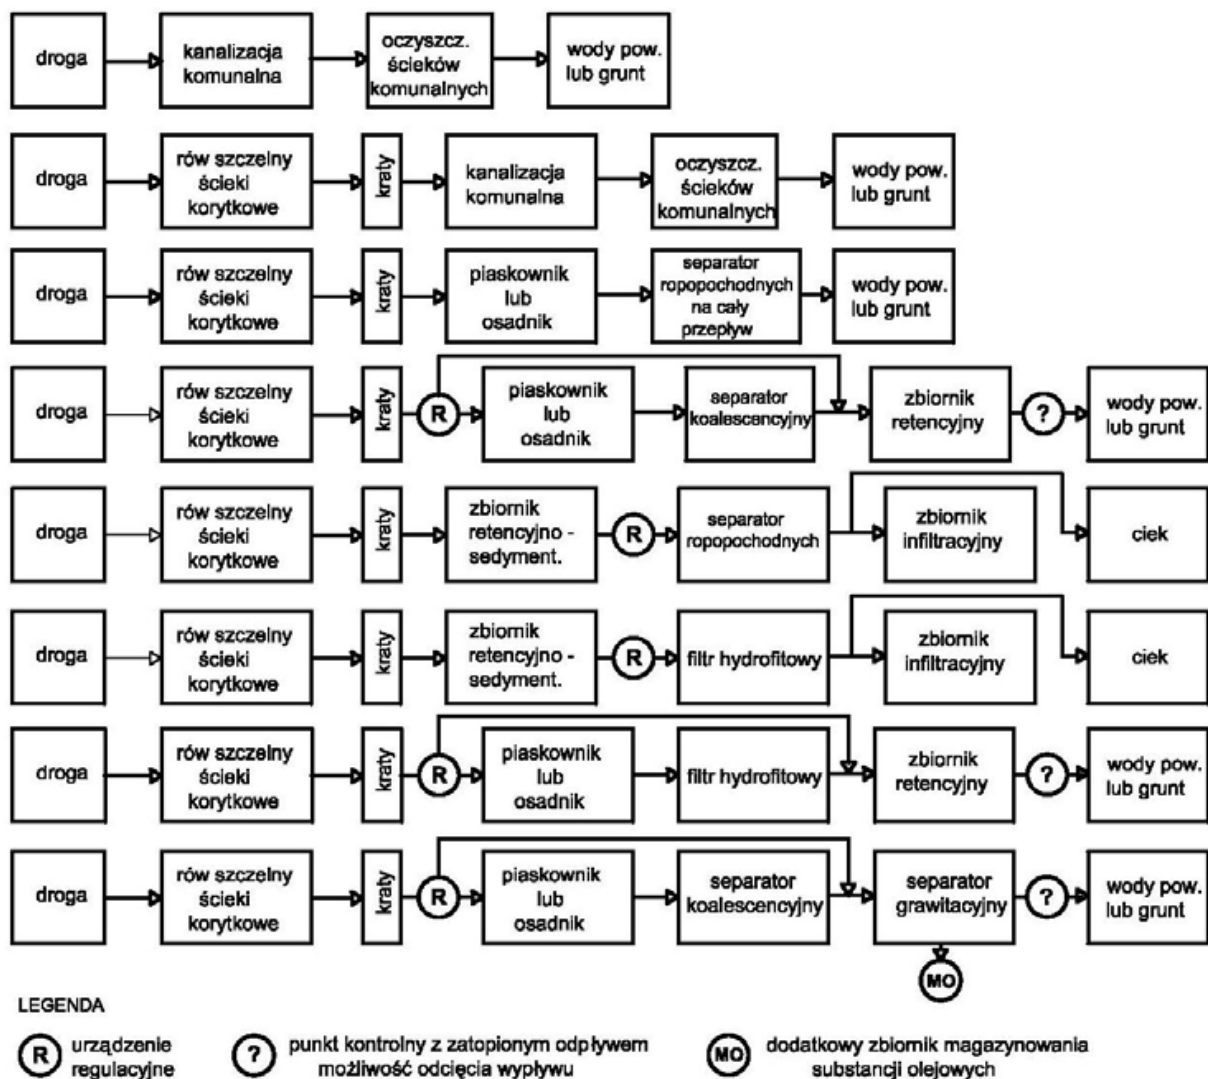 droga
kanalizacja
komunalna
oczyszcz.
ścieków
komunalnych
wody pow.
lub grunt
droga
rów szczelny
ścieki
korytkowe
kraty
kanalizacja
komunalna
oczyszcz.
ścieków
komunalnych
wody pow.
lub grunt
droga
rów szczelny
ścieki
korytkowe
kraty
piaskownik
lub
osadnik
separator
ropopochodnych
na cały
przepływ
wody pow.
lub grunt
droga
rów szczelny
ścieki
korytkowe
kraty
R
piaskownik
lub
osadnik
separator
koalescencyjny
zbiornik
retencyjny
?
wody pow.
lub grunt
droga
rów szczelny
ścieki
korytkowe
kraty
zbiornik
retencyjno -
sedyment.
R
separator
ropopochodnych
zbiornik
infiltracyjny
ciek
droga
rów szczelny
ścieki
korytkowe
kraty
zbiornik
retencyjno -
sedyment.
R
filtr hydrofitowy
zbiornik
infiltracyjny
ciek
droga
rów szczelny
ścieki
korytkowe
kraty
R
piaskownik
lub
osadnik
filtr hydrofitowy
zbiornik
retencyjny
?
wody pow.
lub grunt
droga
rów szczelny
ścieki
korytkowe
kraty
R
piaskownik
lub
osadnik
separator
koalescencyjny
separator
grawitacyjny
?
wody pow.
lub grunt
MO
LEGENDA
R
urządzenie
regulacyjne
?
punkt kontrolny z zatopionym odpływem
możliwość odcięcia wypływu
MO
dodatkowy zbiornik magazynowania
substancji olejowych